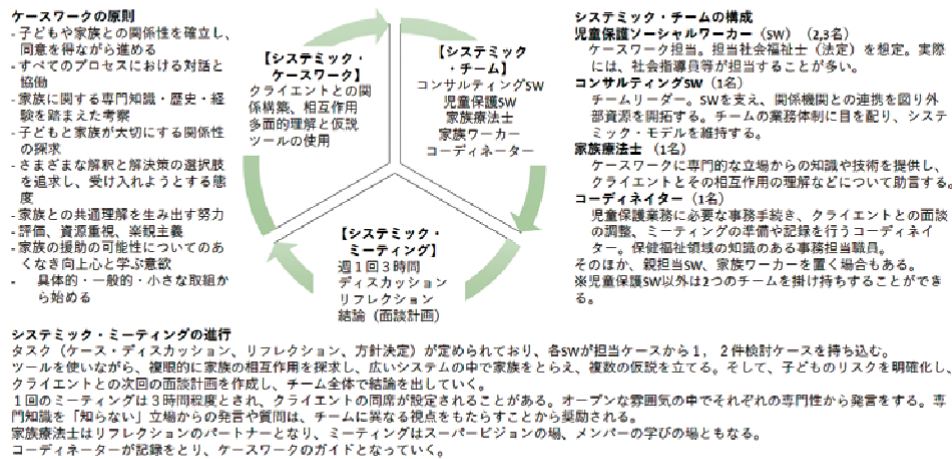 ケースワークの原則
- 子どもや家族との関係性を確立し、
同意を得ながら進める
- すべてのプロセスにおける対話と
協働
- 家族に関する専門知識・歴史・経
験を踏まえた考察
- 子どもと家族が大切にする関係性
の探求
- さまざまな解釈と解決策の選択肢
を追求し、受け入れようとする態
度
- 家族との共通理解を生み出す努力
- 評価、資源重視、楽観主義
- 家族の援助の可能性についてのあ
くなき向上心と学ぶ意欲
- 具体的・一般的・小さな取組から
始める
【システミック・
ケースワーク】
クライエントとの関
係構築、相互作用
多面的理解と仮説
ツールの使用
【システミック
・チーム】
コンサルティングSW
児童保護SW
家族療法士
家族ワーカー
コーディネーター
【システミック・
ミーティング】
週1回3時間
ディスカッション
リフレクション
結論（面談計画）
システミック・チームの構成
児童保護ソーシャルワーカー（SW）（2,3名）
ケースワーク担当。担当社会福祉士（法定）を想定。実際
には、社会指導員等が担当することが多い。
コンサルティングSW（1名）
チームリーダー。SWを支え、関係機関との連携を図り外
部資源を開拓する。チームの業務体制に目を配り、システ
ミック・モデルを維持する。
家族療法士（1名）
ケースワークに専門的な立場からの知識や技術を提供し、
クライエントとその相互作用の理解などについて助言する。
コーディネイター（1名）
児童保護業務に必要な事務手続き、クライエントとの面談
の調整、ミーティングの準備や記録を行うコーディネイ
ター。保健福祉領域の知識のある事務担当職員。
そのほか、親担当SW、家族ワーカーを置く場合もある。
※児童保護SW以外は2つのチームを掛け持ちすることができ
る。
システミック・ミーティングの進行
タスク（ケース・ディスカッション、リフレクション、方針決定）が定められており、各SWが担当ケースから1，2件検討ケースを持ち込む。
ツールを使いながら、複眼的に家族の相互作用を探求し、広いシステムの中で家族をとらえ、複数の仮説を立てる。そして、子どものリスクを明確化し、
クライエントとの次回の面談計画を作成し、チーム全体で結論を出していく。
1回のミーティングは3時間程度とされ、クライエントの同席が設定されることがある。オープンな雰囲気の中でそれぞれの専門性から発言をする。専
門知識を「知らない」立場からの発言や質問は、チームに異なる視点をもたらすことから奨励される。
家族療法士はリフレクションのパートナーとなり、ミーティングはスーパービジョンの場、メンバーの学びの場ともなる。
コーディネーターが記録をとり、ケースワークのガイドとなっていく。